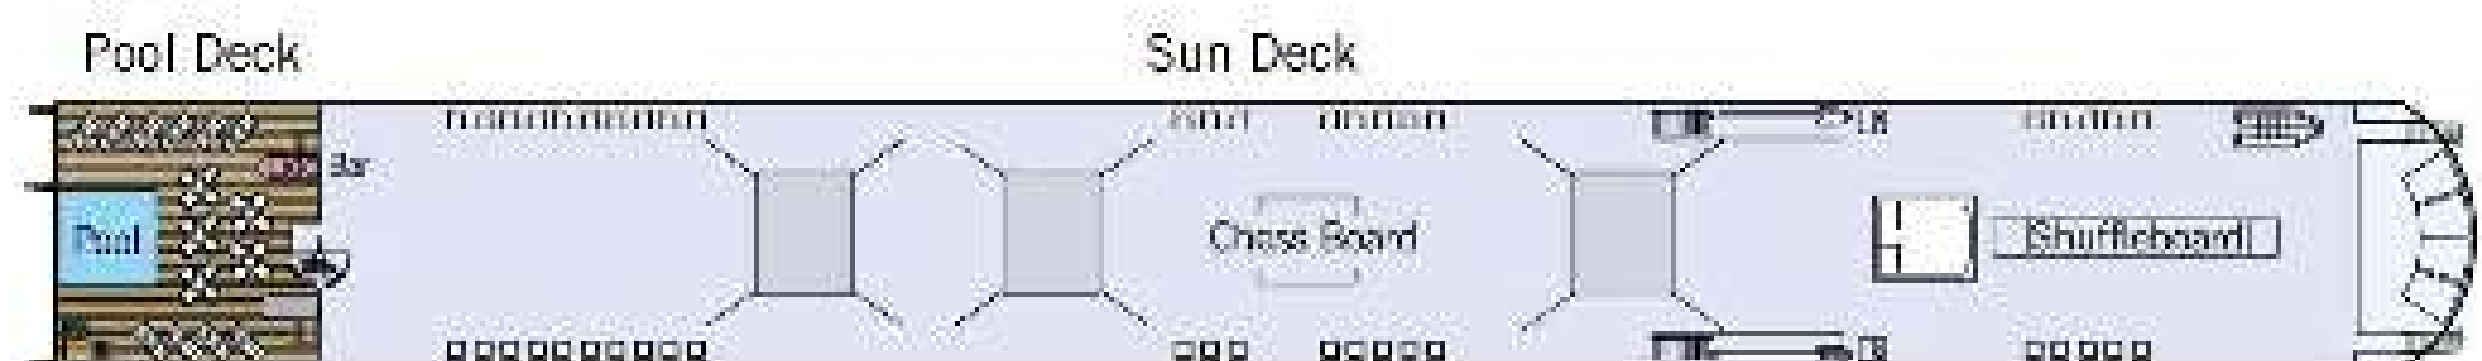 Pool Deck
Sun Deck
Bar
Pool
Chess Board
Shuffleboard